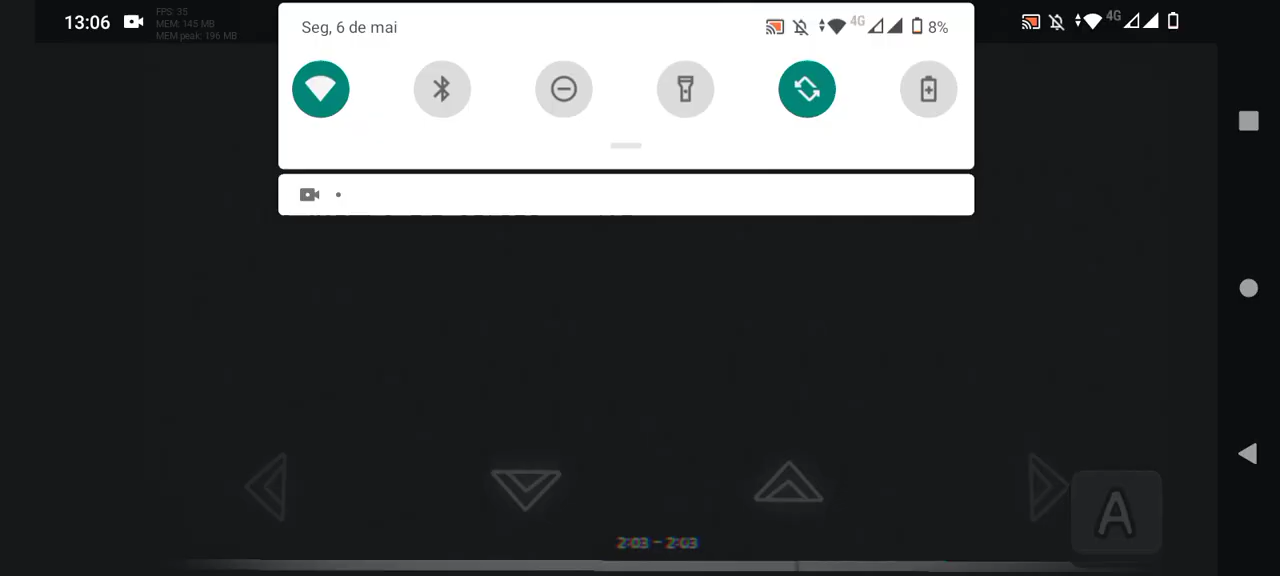 13:06
FPS: 35
MEM: 145 MB
MEM peak: 196 MB
Seg, 6 de mai
4G
8%
4G
A
2:03 - 2:03